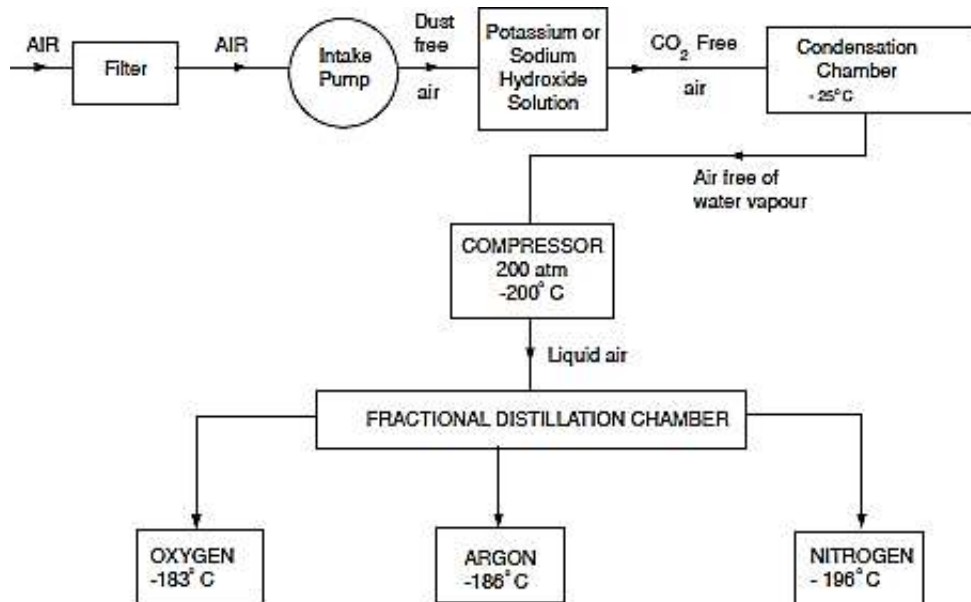 AIR
Filter
AIR
Intake
Pump
Dust
free
air
Potassium or
Sodium
Hydroxide
Solution
CO2 Free
air
Condensation
Chamber
- 25°C
Air free of
water vapour
COMPRESSOR
200 atm
-200° C
Liquid air
FRACTIONAL DISTILLATION CHAMBER
OXYGEN
-183° C
ARGON
-186° C
NITROGEN
- 196° C